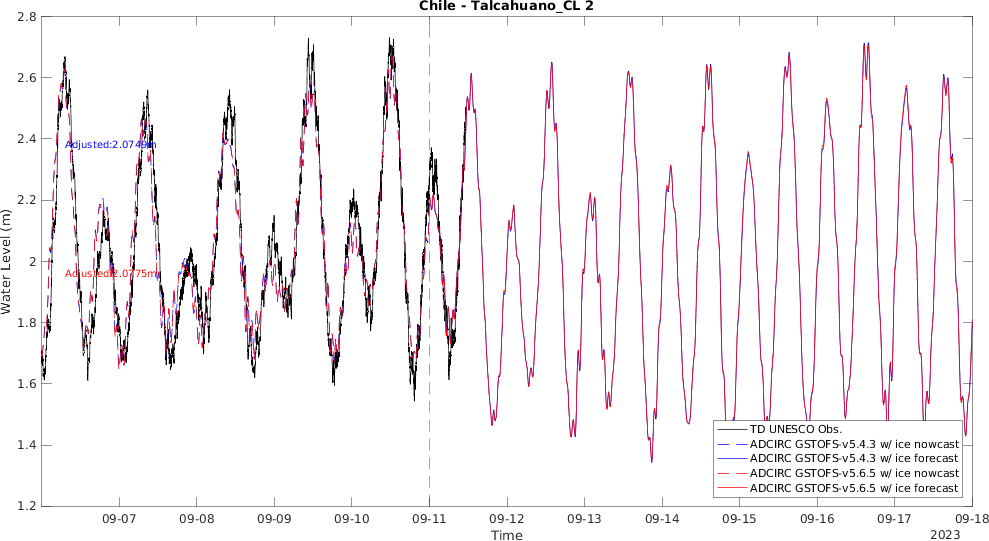 Chile - Talcahuano_CL 2
2.8
2.6
2.4
2.2
2
1.8
1.6
1.4
1.2
Water Level (m)
Adjusted:2.0749m
Adjusted:2.0775m
TD UNESCO Obs.
ADCIRC GSTOFS-v5.4.3 w/ ice nowcast
ADCIRC GSTOFS-v5.4.3 w/ ice forecast
ADCIRC GSTOFS-v5.6.5 w/ ice nowcast
ADCIRC GSTOFS-v5.6.5 w/ ice forecast
09-07 09-08 09-09 09-10 09-11 09-12 09-13 09-14 09-15 09-16 09-17 09-18
Time
2023